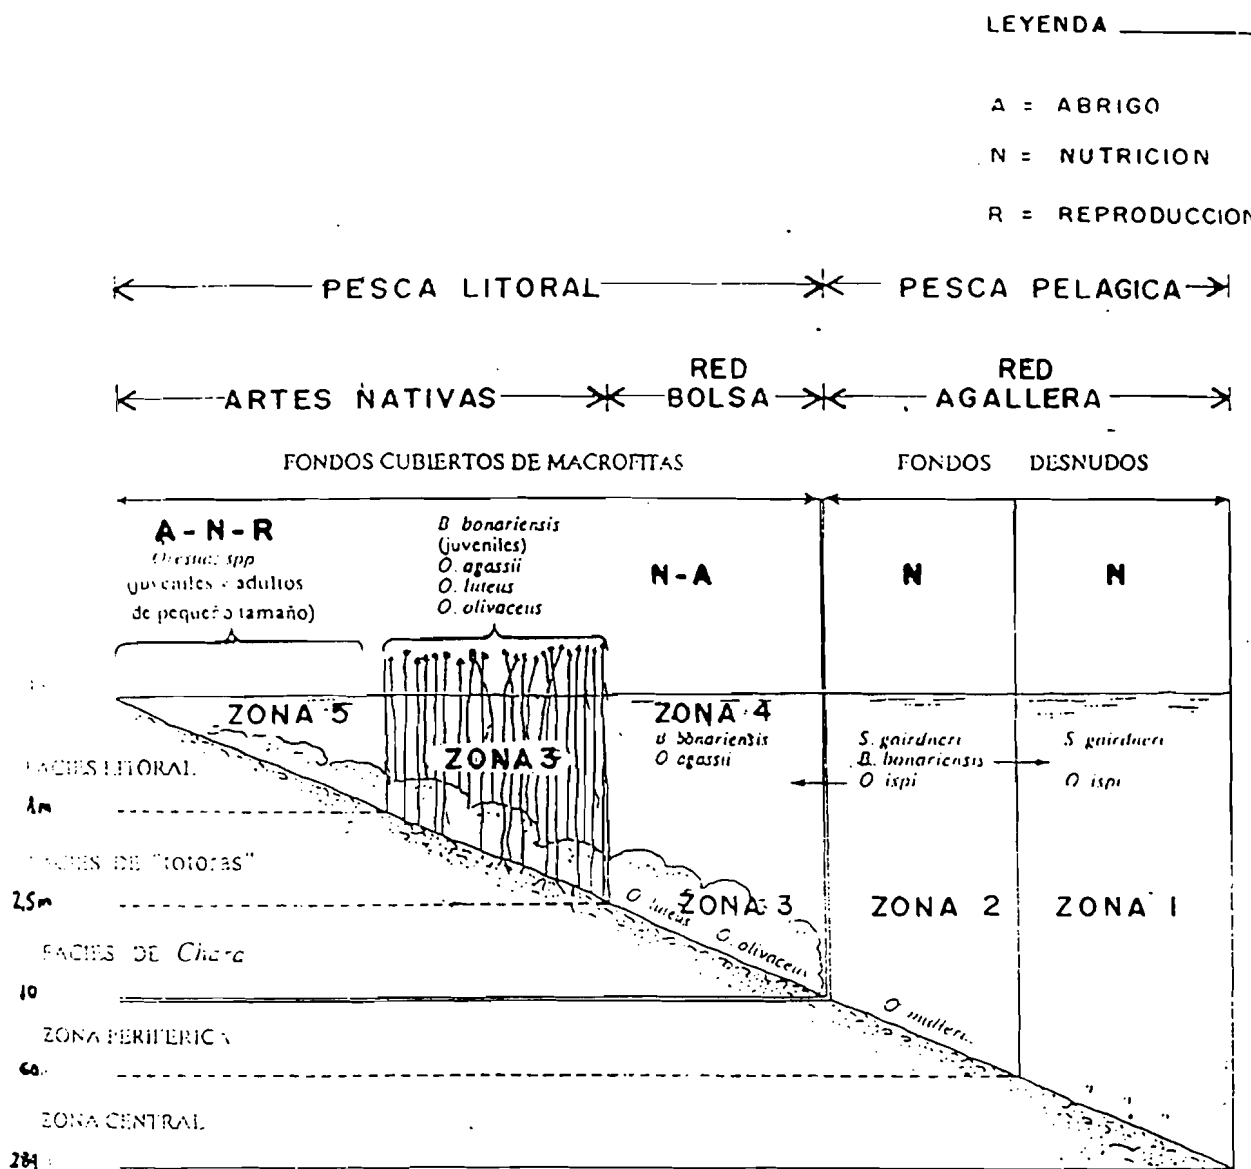 LEYENDA
A = ABRIGO
N = NUTRICION
R = REPRODUCCION
PESCA LITORAL
PESCA PELAGICA
ARTES NATIVAS
RED BOLSA
RED AGALLERA
FONDOS CUBIERTOS DE MACROFITAS
FONDOS DESNUDOS
A-N-R
spp
(juveniles adultos
de pequeño tamaño)
B bonariensis
(juveniles)
O. agassii
O. luteus
O. olivaceus
N-A
N
N
ZONA 5
ZONA 3
ZONA 4
B bonariensis
O agassii
S. gairdneri
B. bonariensis
O ispi
S gairdneri
O ispi
FACIES LITORAL
1m
FACIES DE "totoras"
2,5m
ZONA 3
ZONA 2
ZONA 1
O luteus
O. olivaceus
FACIES DE Chara
10
O
ZONA PERIFERICA
60
ZONA CENTRAL